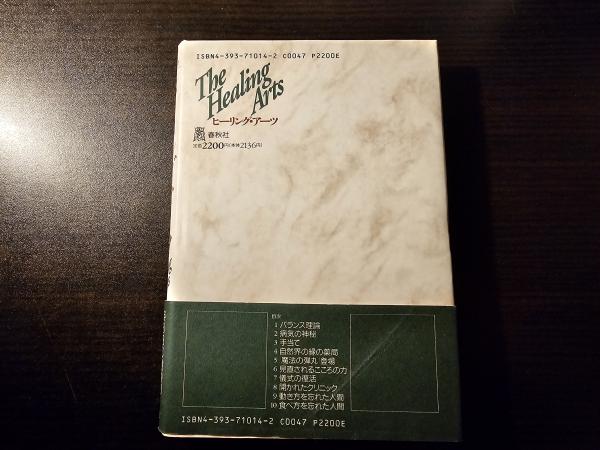 ISBN4-393-71014-2 C0047 P2200E
The
Healing
Arts
ヒーリング・アーツ
春秋社
定価2200円(本体2136円)
目次
1 バランス理論
2 病気の神秘
3 手当て
4 自然界の緑の薬局
5 「魔法の弾丸」登場
6 見直されるこころの力
7 儀式の復活
8 開かれたクリニック
9 動き方を忘れた人間
10 食べ方を忘れた人間
ISBN4-393-71014-2 C0047 P2200E